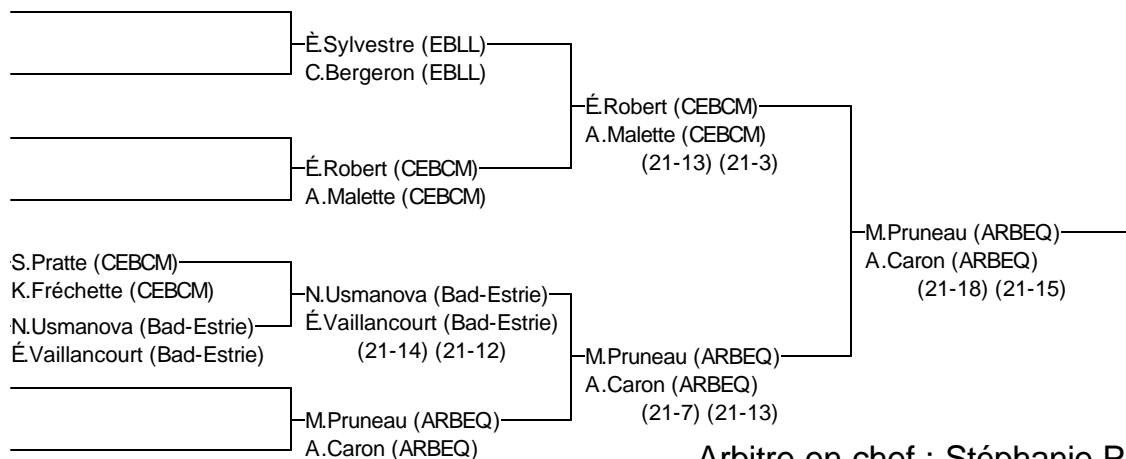 È.Sylvestre (EBLL)
C.Bergeron (EBLL)
É.Robert (CEBCM)
A.Malette (CEBCM)
(21-13) (21-3)
É.Robert (CEBCM)
A.Malette (CEBCM)
M.Pruneau (ARBEQ)
A.Caron (ARBEQ)
(21-18) (21-15)
S.Pratte (CEBCM)
K.Fréchette (CEBCM)
N.Usmanova (Bad-Estrie)
É.Vaillancourt (Bad-Estrie)
(21-14) (21-12)
N.Usmanova (Bad-Estrie)
É.Vaillancourt (Bad-Estrie)
M.Pruneau (ARBEQ)
A.Caron (ARBEQ)
(21-7) (21-13)
M.Pruneau (ARBEQ)
A.Caron (ARBEQ)
Arbitre en chef : Stéphanie